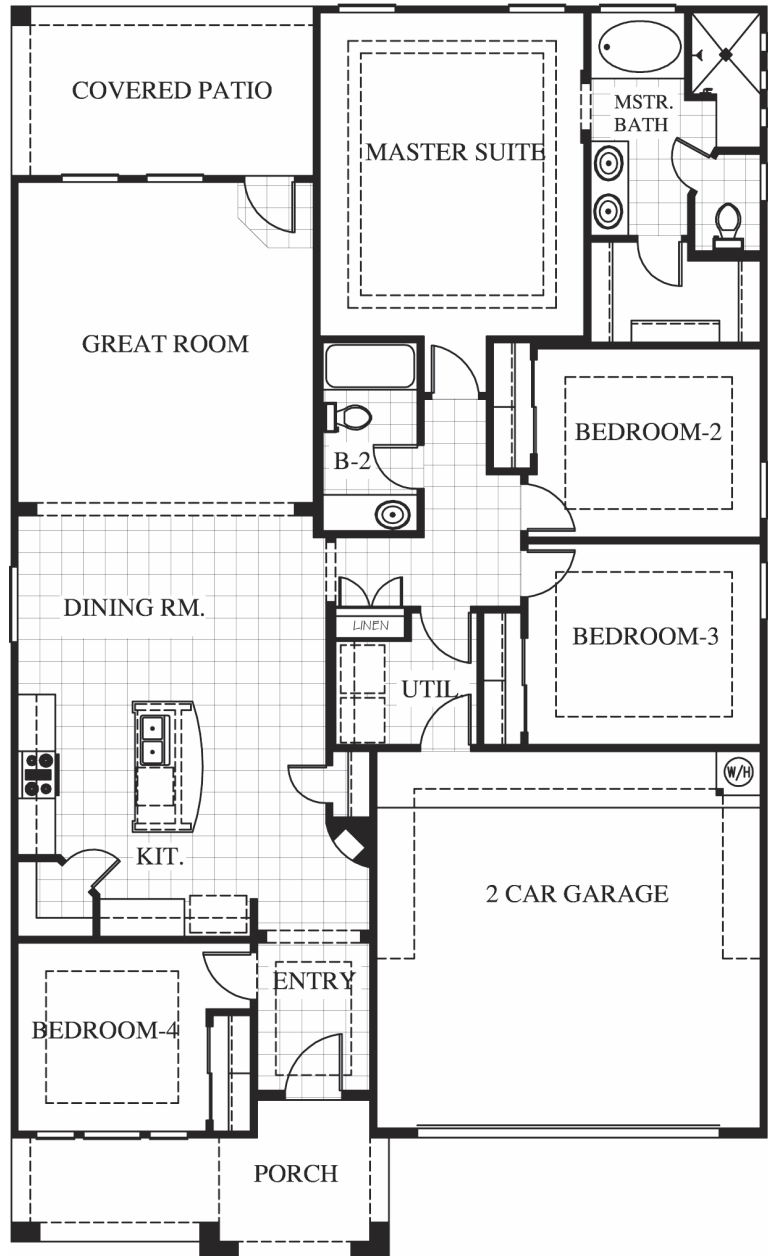 COVERED PATIO
MASTER SUITE
MSTR.
BATH
GREAT ROOM
BEDROOM-2
B-2
DINING RM.
LINEN
BEDROOM-3
UTIL.
W/H
KIT.
2 CAR GARAGE
ENTRY
BEDROOM-4
PORCH